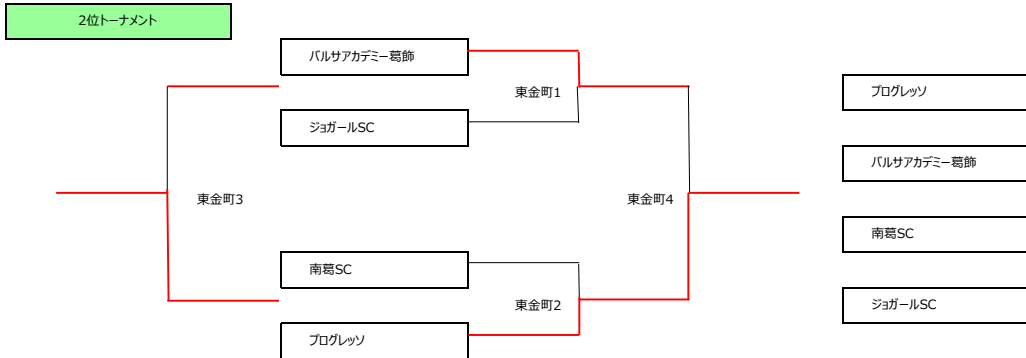 2位トーナメント
バルサアカデミー葛飾
東金町1
プログレッソ
ジョガールSC
バルサアカデミー葛飾
東金町3
東金町4
南葛SC
南葛SC
東金町2
ジョガールSC
プログレッソ